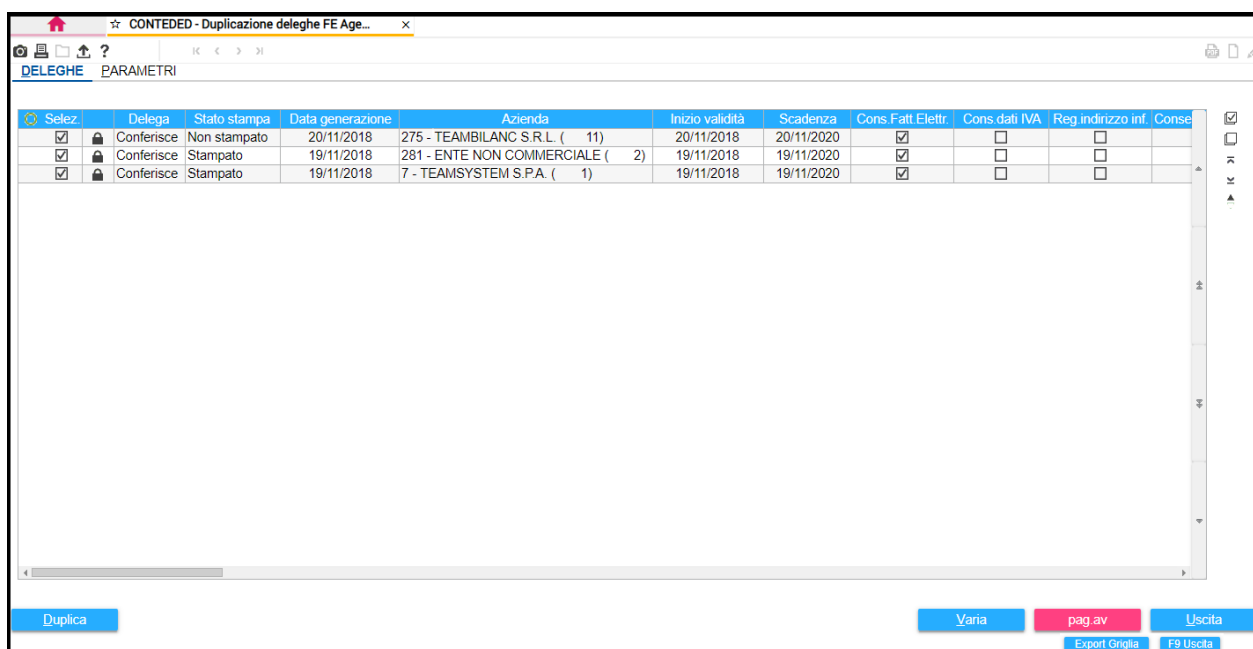 CONTEDED - Duplicazione deleghe FE Age...
DELEGHE PARAMETRI
Selez. Delega Stato stampa Data generazione Azienda Inizio validità Scadenza Cons.Fatt.Elettr. Cons.dati IVA Reg.indirizzo inf. Conse
Conferisce Non stampato 20/11/2018 275 - TEAMBILANC S.R.L. ( 11) 20/11/2018 20/11/2020
Conferisce Stampato 19/11/2018 281 - ENTE NON COMMERCIALE ( 2) 19/11/2018 19/11/2020
Conferisce Stampato 19/11/2018 7 - TEAMSYSTEM S.P.A. ( 1) 19/11/2018 19/11/2020
Duplica Varia pag.av Uscita
Export Griglia F9 Uscita